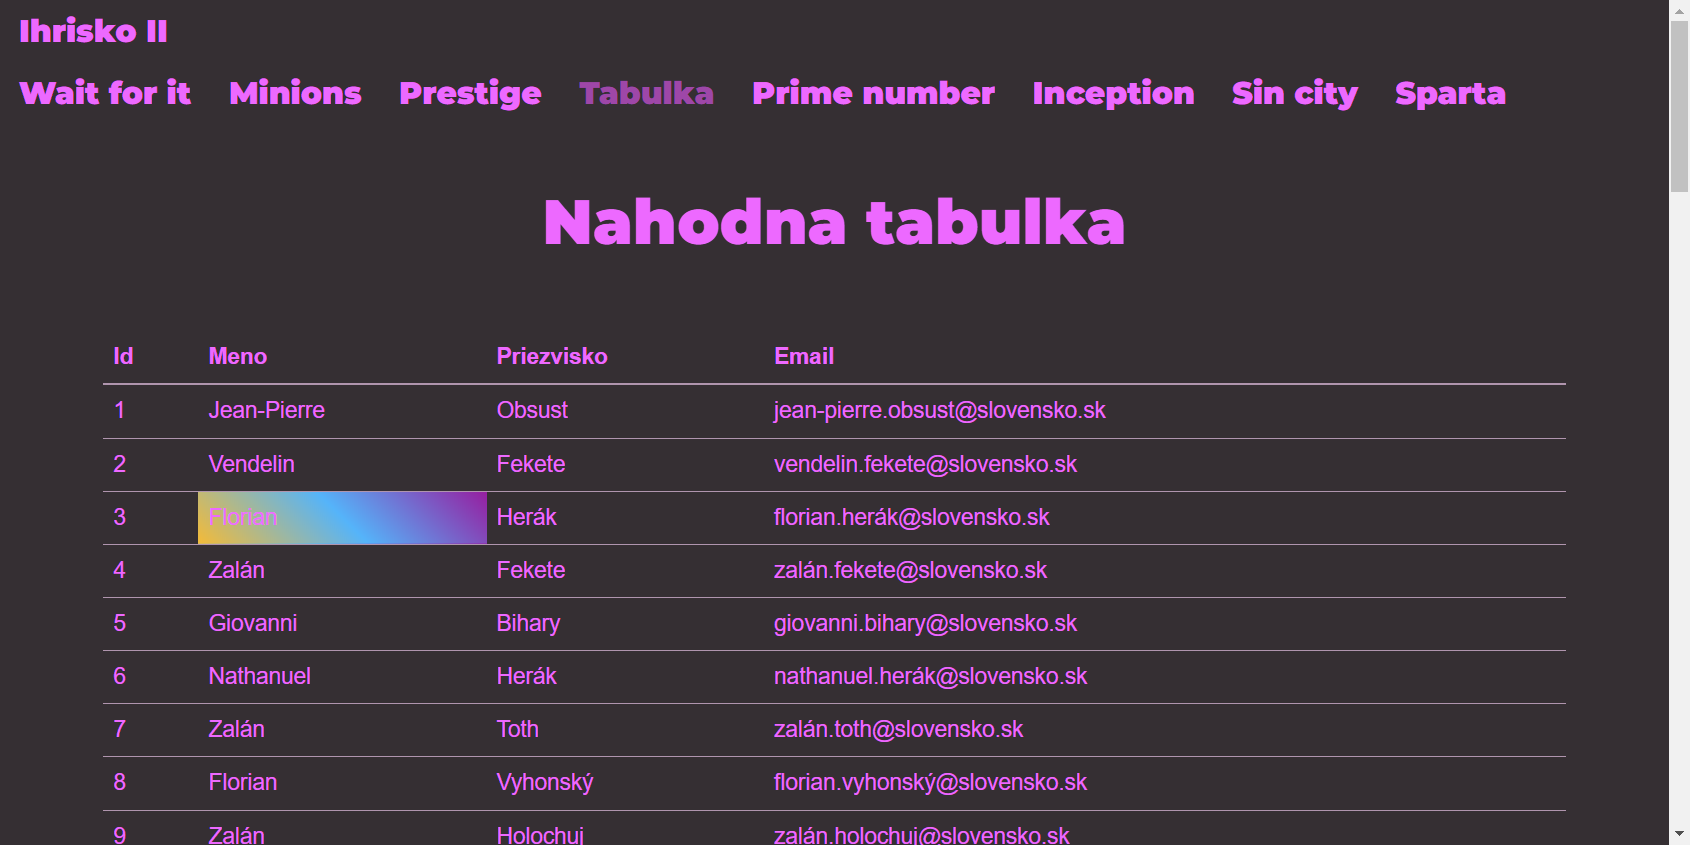 Ihrisko II
Wait for it Minions Prestige Tabulka Prime number Inception Sin city Sparta
Nahodna tabulka
Id Meno Priezvisko Email
1 Jean-Pierre Obsust jean-pierre.obsust@slovensko.sk
2 Vendelin Fekete vendelin.fekete@slovensko.sk
3 Florian Herák florian.herák@slovensko.sk
4 Zalán Fekete zalán.fekete@slovensko.sk
5 Giovanni Bihary giovanni.bihary@slovensko.sk
6 Nathanuel Herák nathanuel.herák@slovensko.sk
7 Zalán Toth zalán.toth@slovensko.sk
8 Florian Vyhonský florian.vyhonský@slovensko.sk
9 Zalán Holochuj zalán.holochuj@slovensko.sk